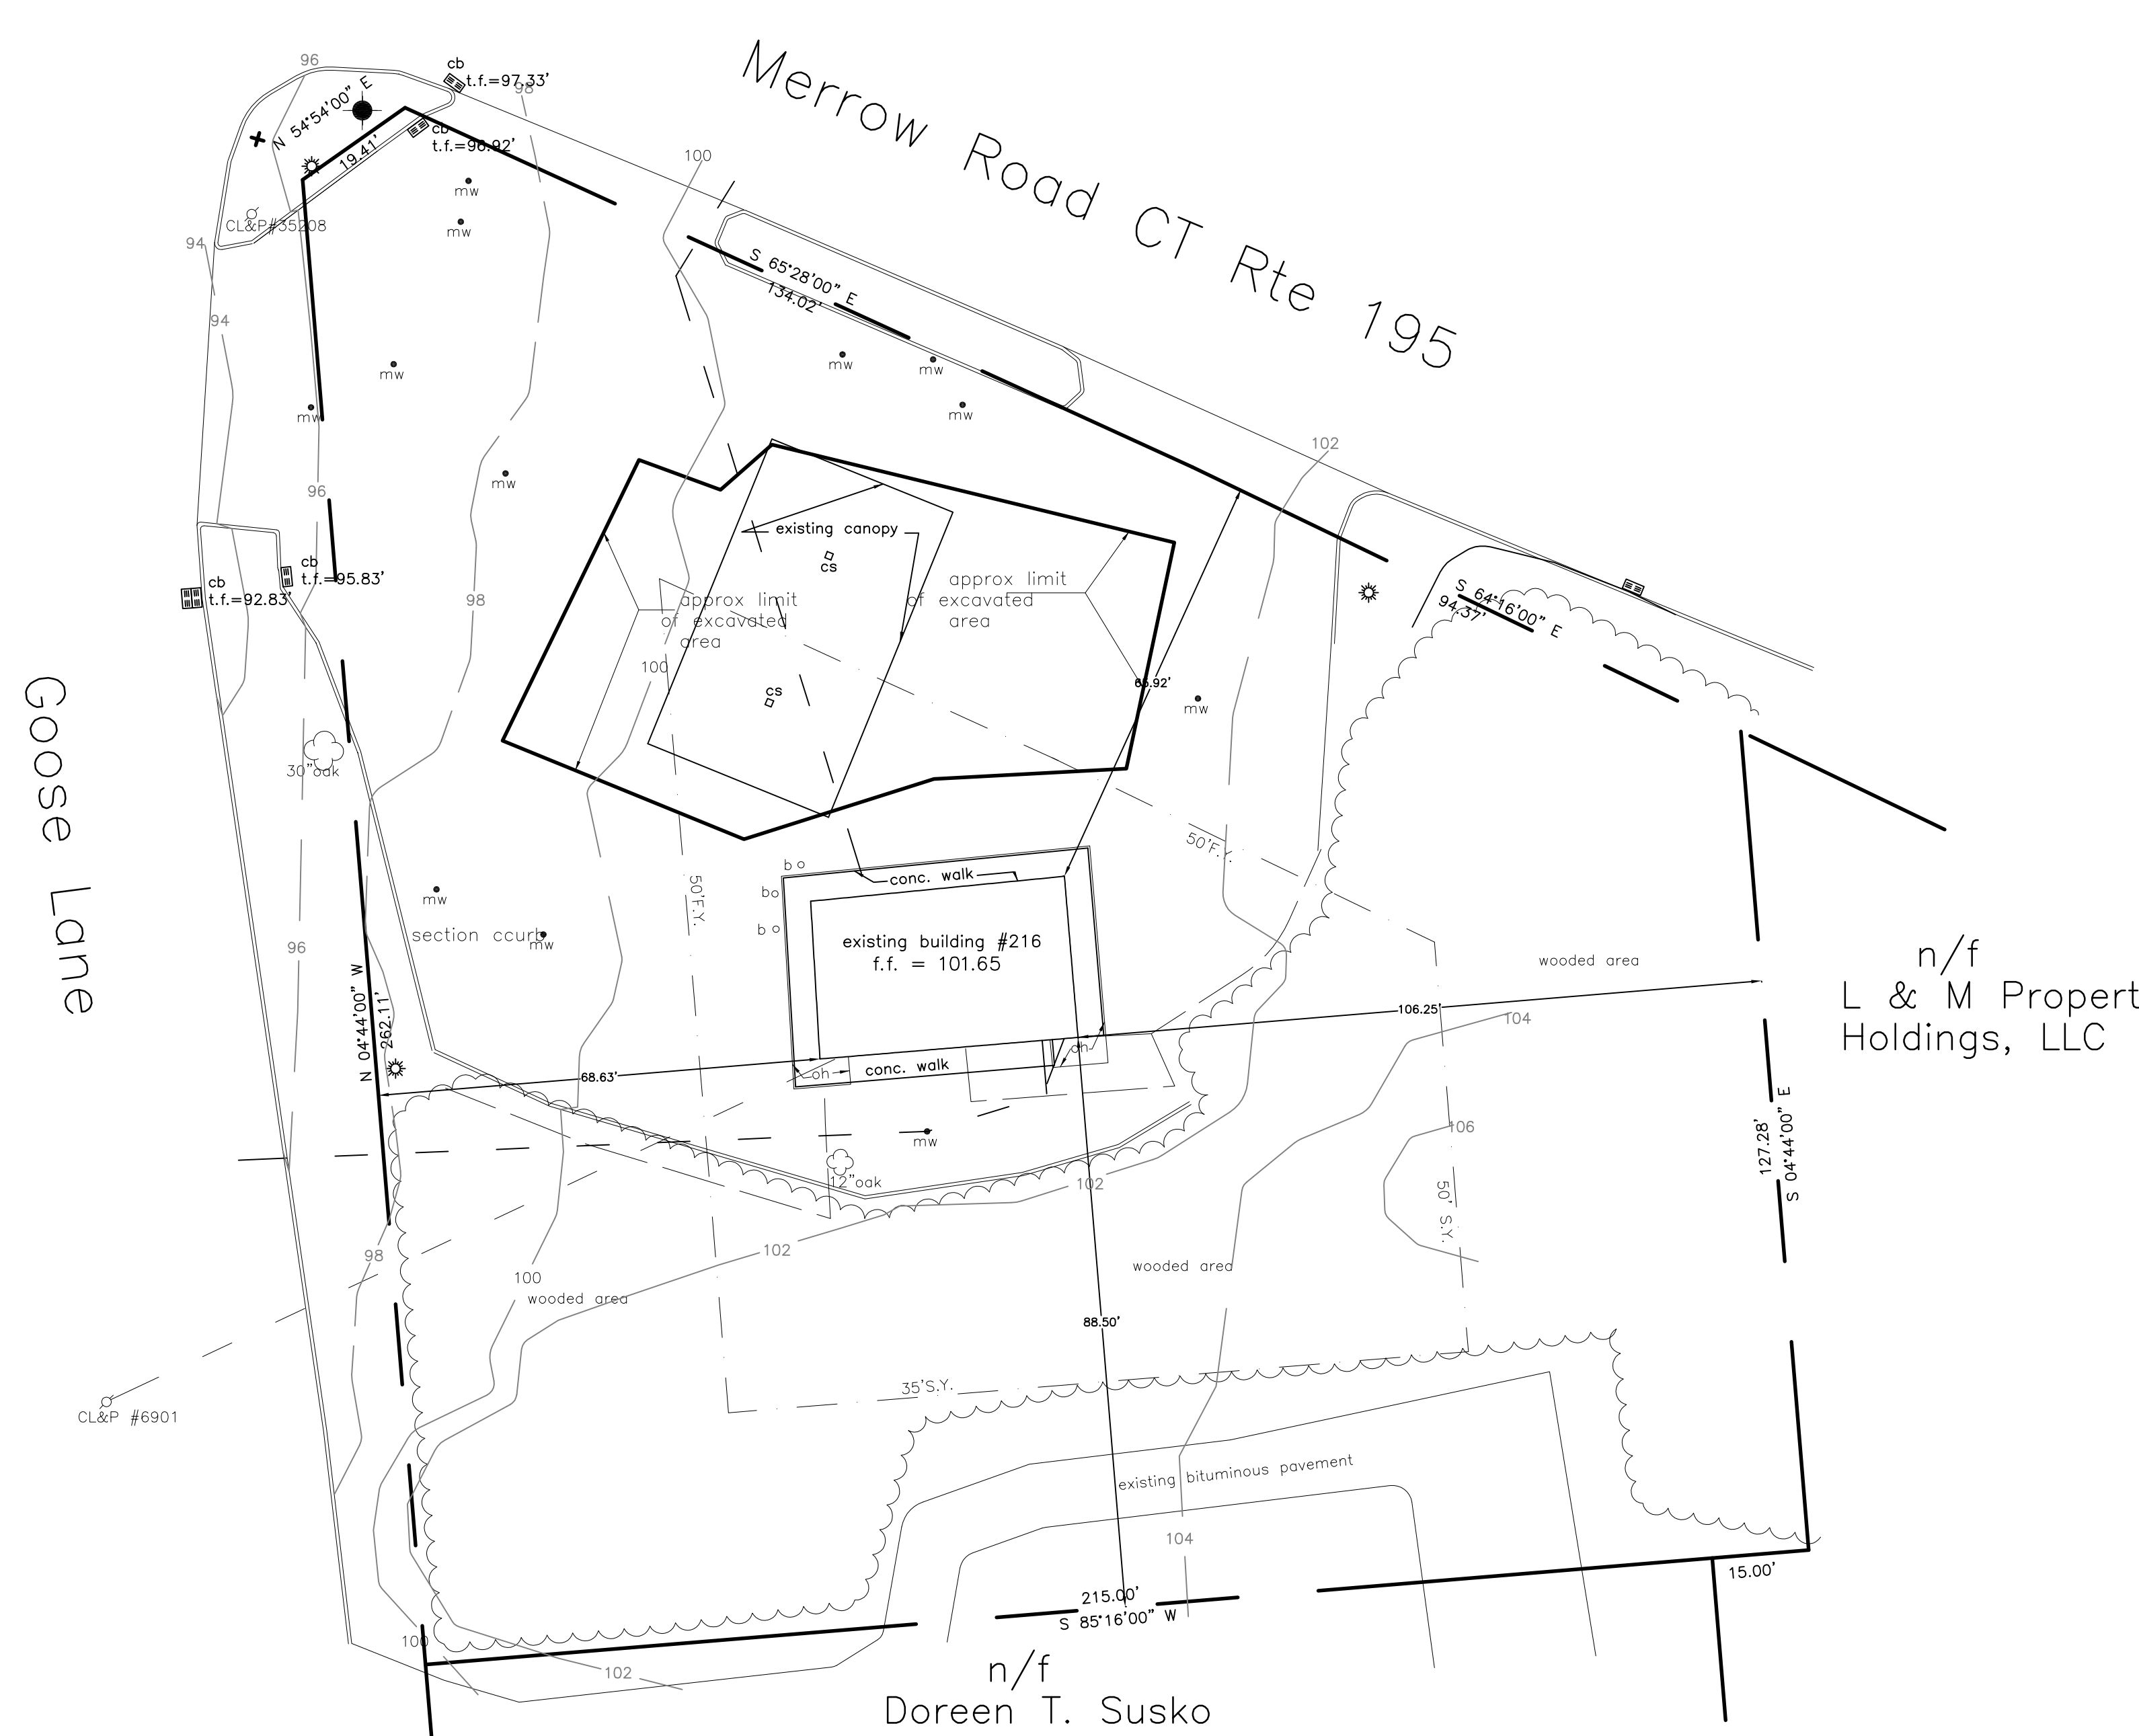 Merrow Road CT Rte 195
96
cb
t.f.=97.33'
98
N 54°54'00" E
19.41'
cb
t.f.=96.92'
100
mw
mw
CL&P#35208
94
94
S 65°28'00" E
134.02'
mw
mw
mw
mw
mw
102
mw
96
existing canopy
cs
cb
t.f.=95.83'
cb
t.f.=92.83'
98
approx limit
of excavated
area
approx limit
of excavated
area
S 64°16'00" E
94.37'
100
cs
65.92'
mw
Goose Lane
30"oak
50'F.Y.
50'F.Y.
b o
bo
b o
conc. walk
mw
section ccurb
mw
existing building #216
f.f. = 101.65
96
wooded area
n/f
L & M Propert
Holdings, LLC
N 04°44'00" W
262.11'
106.25'
104
oh
conc. walk
oh
68.63'
106
mw
12"oak
102
127.28'
S 04°44'00" E
50' S.Y.
98
102
100
wooded area
wooded area
88.50'
35'S.Y.
CL&P #6901
existing bituminous pavement
104
15.00'
215.00'
S 85°16'00" W
100
102
n/f
Doreen T. Susko